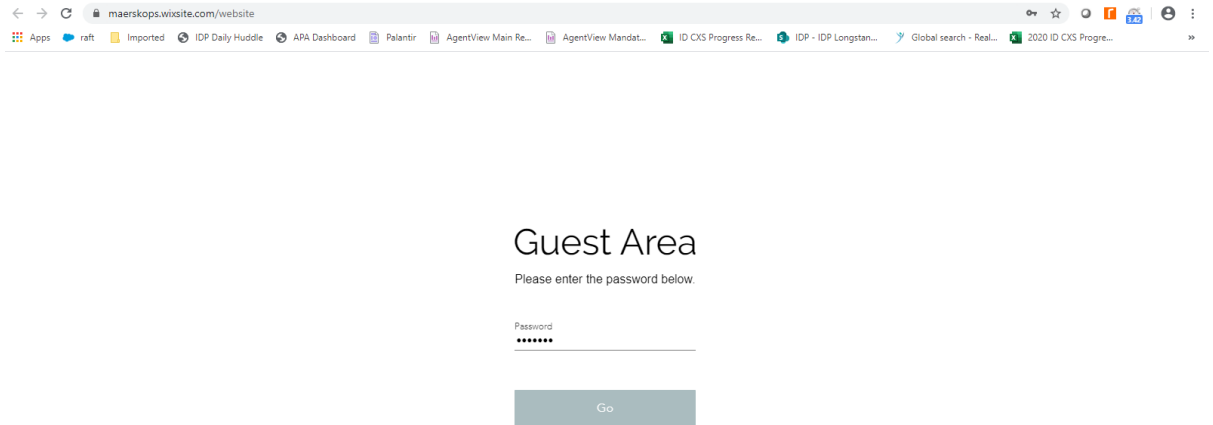 maerskops.wixsite.com/website
Apps raft Imported IDP Daily Huddle APA Dashboard Palantir AgentView Main Re... AgentView Mandat... ID CXS Progress Re... IDP - IDP Longstan... Global search - Real... 2020 ID CXS Progre... »
3.42
Guest Area
Please enter the password below.
Password
•••••••
Go